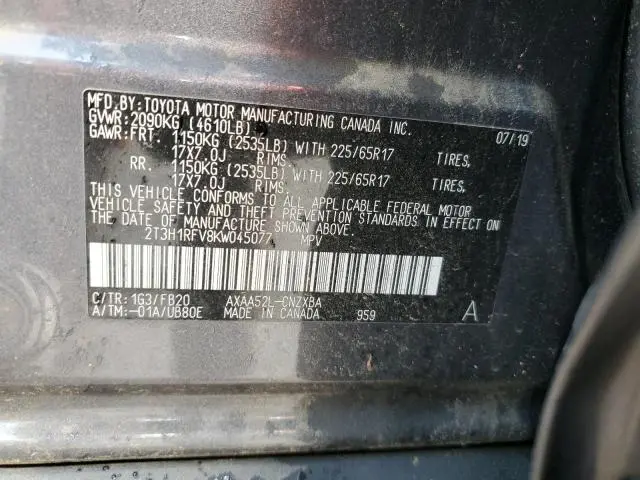 MFD.BY:TOYOTA MOTOR MANUFACTURING CANADA INC.
GVWR:2090KG (4610LB) 07/19
GAWR:FRT. 1150KG (2535LB) WITH 225/65R17 TIRES,
17X7.0J RIMS.
RR. 1150KG (2535LB) WITH 225/65R17 TIRES,
17X7.0J RIMS.
THIS VEHICLE CONFORMS TO ALL APPLICABLE FEDERAL MOTOR
VEHICLE SAFETY AND THEFT PREVENTION STANDARDS IN EFFECT
ON THE DATE OF MANUFACTURE SHOWN ABOVE.
2T3H1RFV8KW045077 MPV
C/TR: 1G3/FB20 AXAA52L-CNZXBA
A/TM:-01A/UB80E MADE IN CANADA 959 A